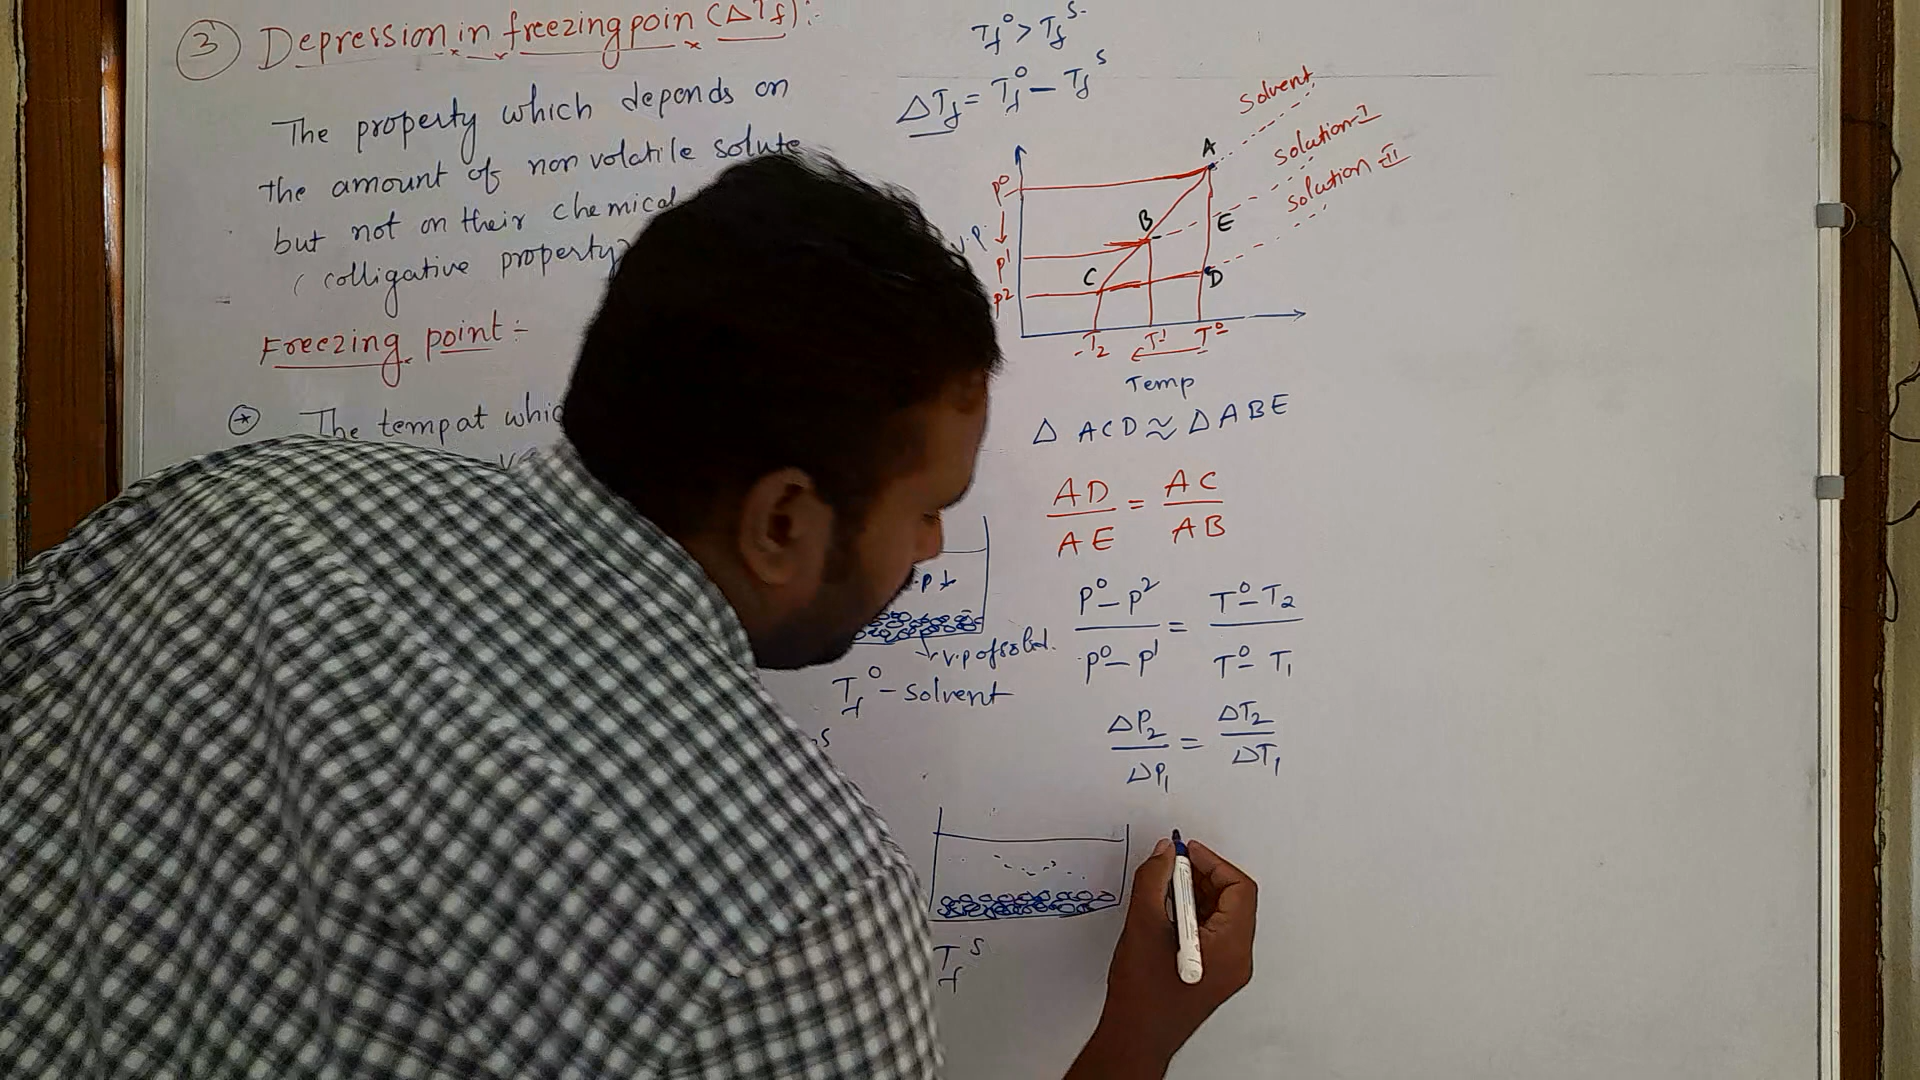 3 Depression in freezing poin (ΔTf):-
The property which depends on
the amount of non volatile solute
but not on their chemical
(colligative property)
Freezing point :-
* The temp at which
Tf° > Tf^s
ΔTf = Tf° - Tf^s
solvent
solution-I
solution-II
A
P°
B
E
v.p.
P¹
C
D
P²
T₂ T¹ T°
Temp
Δ ACD ≈ Δ ABE
AD/AE = AC/AB
P° - P²/P° - P¹ = T° - T₂/T° - T₁
ΔP₂/ΔP₁ = ΔT₂/ΔT₁
v.p of solid.
Tf° - solvent
Tf^s